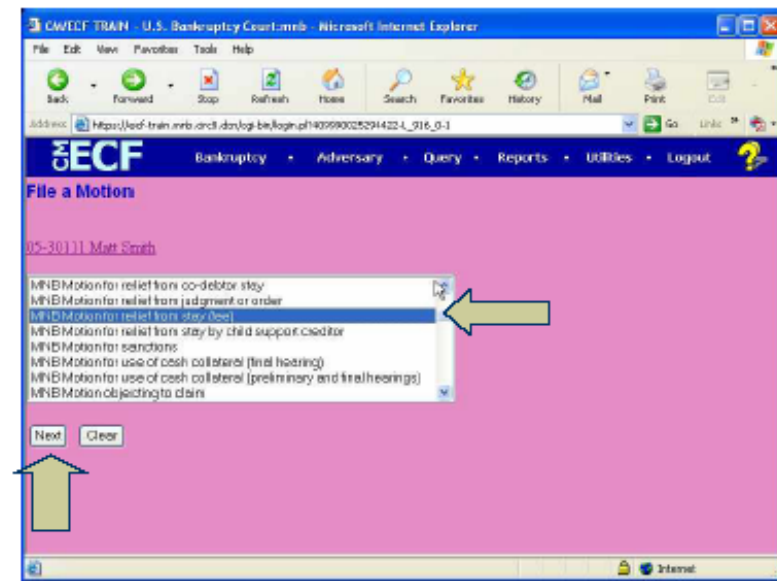 CM/ECF TRAIN - U.S. Bankruptcy Court:mnb - Microsoft Internet Explorer
File Edit View Favorites Tools Help
Back Forward Stop Refresh Home Search Favorites History Mail Print Edit
Address Go Links »
CM ECF Bankruptcy Adversary Query Reports Utilities Logout ?
File a Motion
05-30111 Matt Smith
MNB Motion for relief from co-debtor stay
MNB Motion for relief from judgment or order
MNB Motion for relief from stay (fee)
MNB Motion for relief from stay by child support creditor
MNB Motion for sanctions
MNB Motion for use of cash collateral (final hearing)
MNB Motion for use of cash collateral (preliminary and final hearings)
MNB Motion objecting to claim
Next Clear
Internet